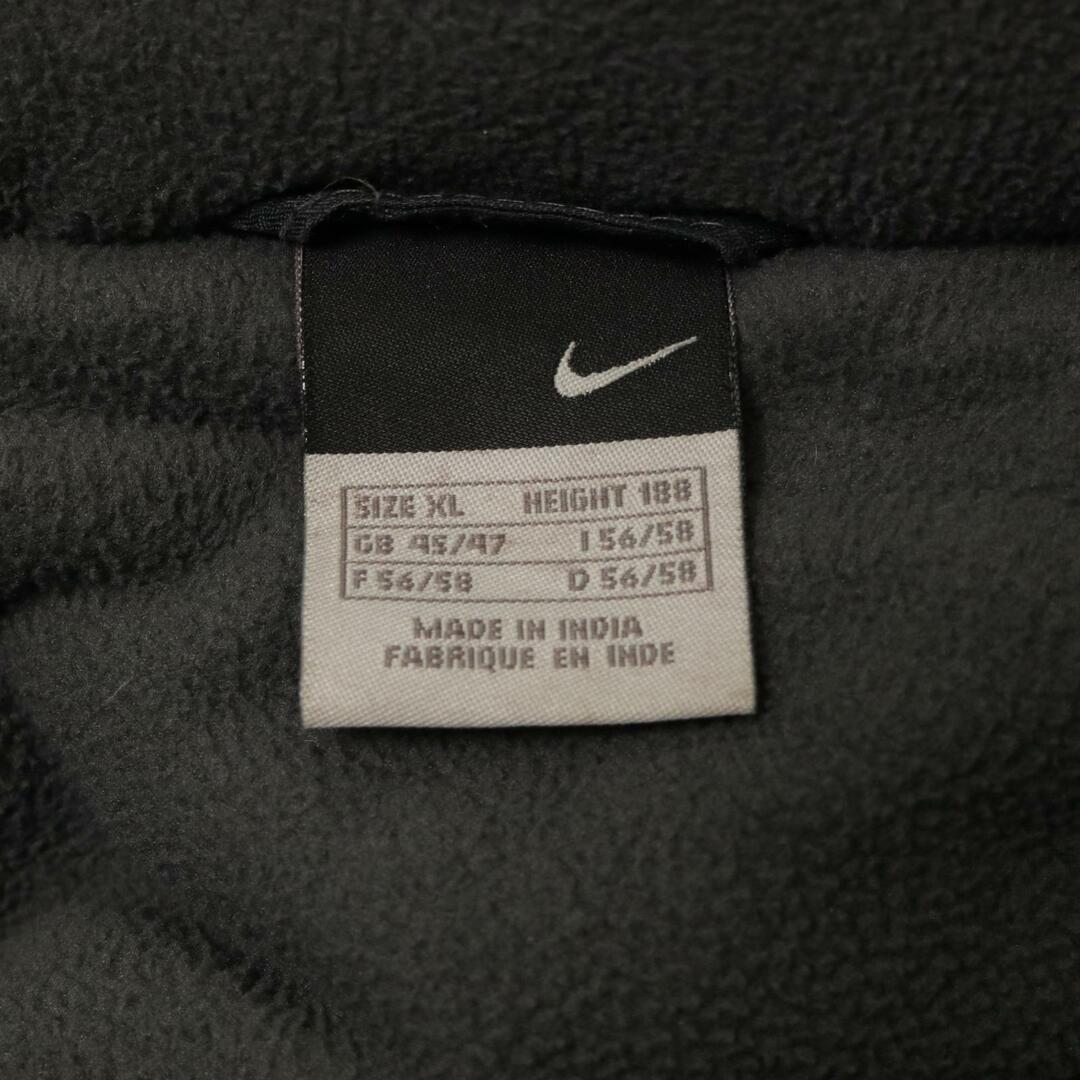 SIZE XL HEIGHT 188
GB 45/47 I 56/58
F 56/58 D 56/58
MADE IN INDIA
FABRIQUE EN INDE